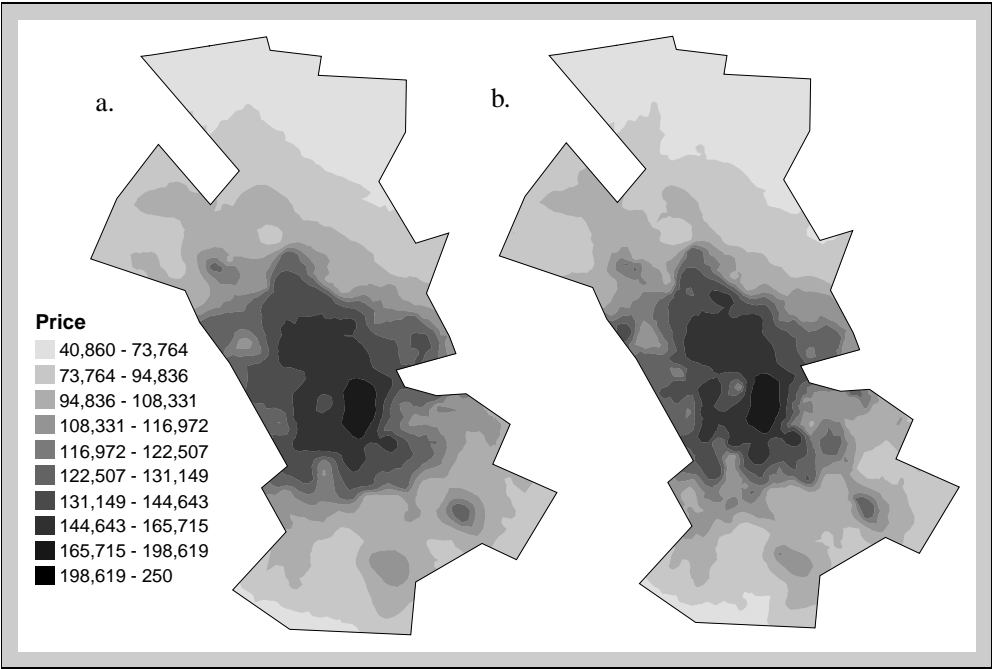 a.
b.
Price
40,860 - 73,764
73,764 - 94,836
94,836 - 108,331
108,331 - 116,972
116,972 - 122,507
122,507 - 131,149
131,149 - 144,643
144,643 - 165,715
165,715 - 198,619
198,619 - 250